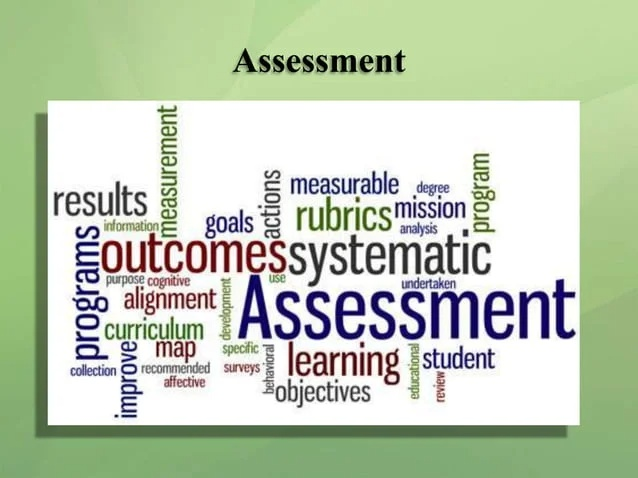 Assessment
measurement
results
information
goals
actions
measurable
degree
rubrics
mission
analysis
program
outcomes
systematic
programs
purpose
cognitive
use
undertaken
alignment
development
Assessment
curriculum
map
specific
behavioral
learning
educational
student
collection
improve
recommended
surveys
review
affective
objectives